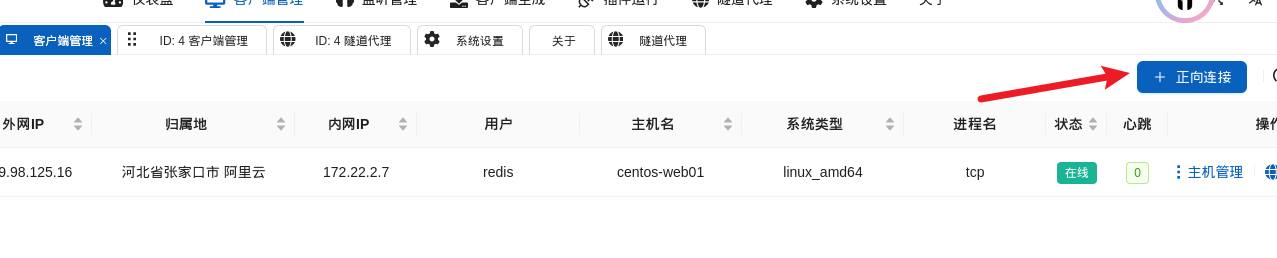 仪表盘 客户端管理 监听管理 客户端生成 插件运行 隧道代理 系统设置 关于
客户端管理 × ID: 4 客户端管理 ID: 4 隧道代理 系统设置 关于 隧道代理
+ 正向连接
外网IP 归属地 内网IP 用户 主机名 系统类型 进程名 状态 心跳 操作
9.98.125.16 河北省张家口市 阿里云 172.22.2.7 redis centos-web01 linux_amd64 tcp 在线 0 主机管理